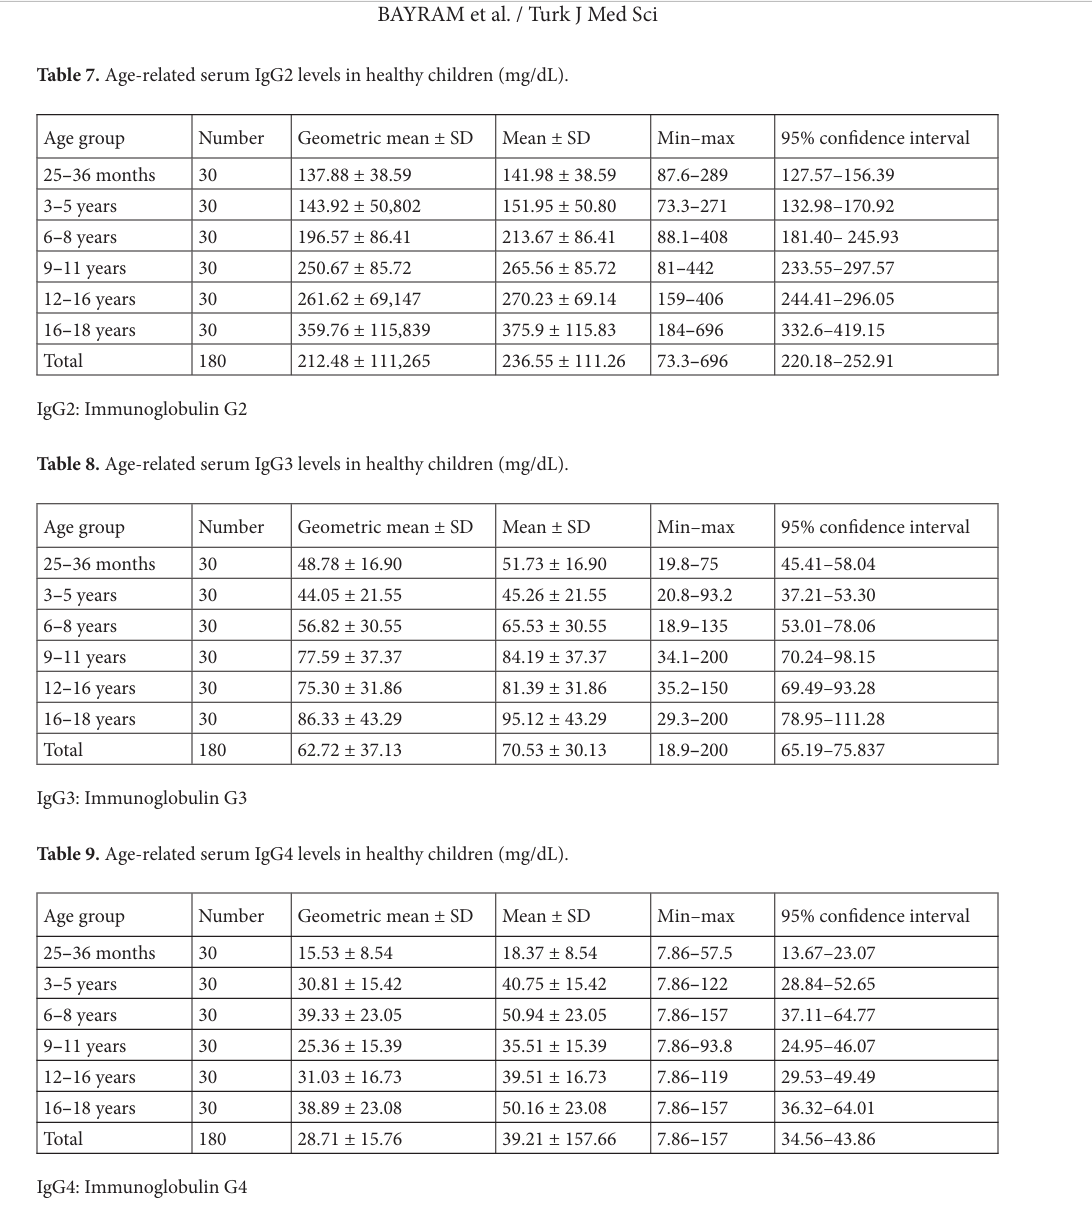 BAYRAM et al. / Turk J Med Sci
Table 7. Age-related serum IgG2 levels in healthy children (mg/dL).
Age group Number Geometric mean ± SD Mean ± SD Min–max 95% confidence interval
25–36 months 30 137.88 ± 38.59 141.98 ± 38.59 87.6–289 127.57–156.39
3–5 years 30 143.92 ± 50,802 151.95 ± 50.80 73.3–271 132.98–170.92
6–8 years 30 196.57 ± 86.41 213.67 ± 86.41 88.1–408 181.40– 245.93
9–11 years 30 250.67 ± 85.72 265.56 ± 85.72 81–442 233.55–297.57
12–16 years 30 261.62 ± 69,147 270.23 ± 69.14 159–406 244.41–296.05
16–18 years 30 359.76 ± 115,839 375.9 ± 115.83 184–696 332.6–419.15
Total 180 212.48 ± 111,265 236.55 ± 111.26 73.3–696 220.18–252.91
IgG2: Immunoglobulin G2
Table 8. Age-related serum IgG3 levels in healthy children (mg/dL).
Age group Number Geometric mean ± SD Mean ± SD Min–max 95% confidence interval
25–36 months 30 48.78 ± 16.90 51.73 ± 16.90 19.8–75 45.41–58.04
3–5 years 30 44.05 ± 21.55 45.26 ± 21.55 20.8–93.2 37.21–53.30
6–8 years 30 56.82 ± 30.55 65.53 ± 30.55 18.9–135 53.01–78.06
9–11 years 30 77.59 ± 37.37 84.19 ± 37.37 34.1–200 70.24–98.15
12–16 years 30 75.30 ± 31.86 81.39 ± 31.86 35.2–150 69.49–93.28
16–18 years 30 86.33 ± 43.29 95.12 ± 43.29 29.3–200 78.95–111.28
Total 180 62.72 ± 37.13 70.53 ± 30.13 18.9–200 65.19–75.837
IgG3: Immunoglobulin G3
Table 9. Age-related serum IgG4 levels in healthy children (mg/dL).
Age group Number Geometric mean ± SD Mean ± SD Min–max 95% confidence interval
25–36 months 30 15.53 ± 8.54 18.37 ± 8.54 7.86–57.5 13.67–23.07
3–5 years 30 30.81 ± 15.42 40.75 ± 15.42 7.86–122 28.84–52.65
6–8 years 30 39.33 ± 23.05 50.94 ± 23.05 7.86–157 37.11–64.77
9–11 years 30 25.36 ± 15.39 35.51 ± 15.39 7.86–93.8 24.95–46.07
12–16 years 30 31.03 ± 16.73 39.51 ± 16.73 7.86–119 29.53–49.49
16–18 years 30 38.89 ± 23.08 50.16 ± 23.08 7.86–157 36.32–64.01
Total 180 28.71 ± 15.76 39.21 ± 157.66 7.86–157 34.56–43.86
IgG4: Immunoglobulin G4